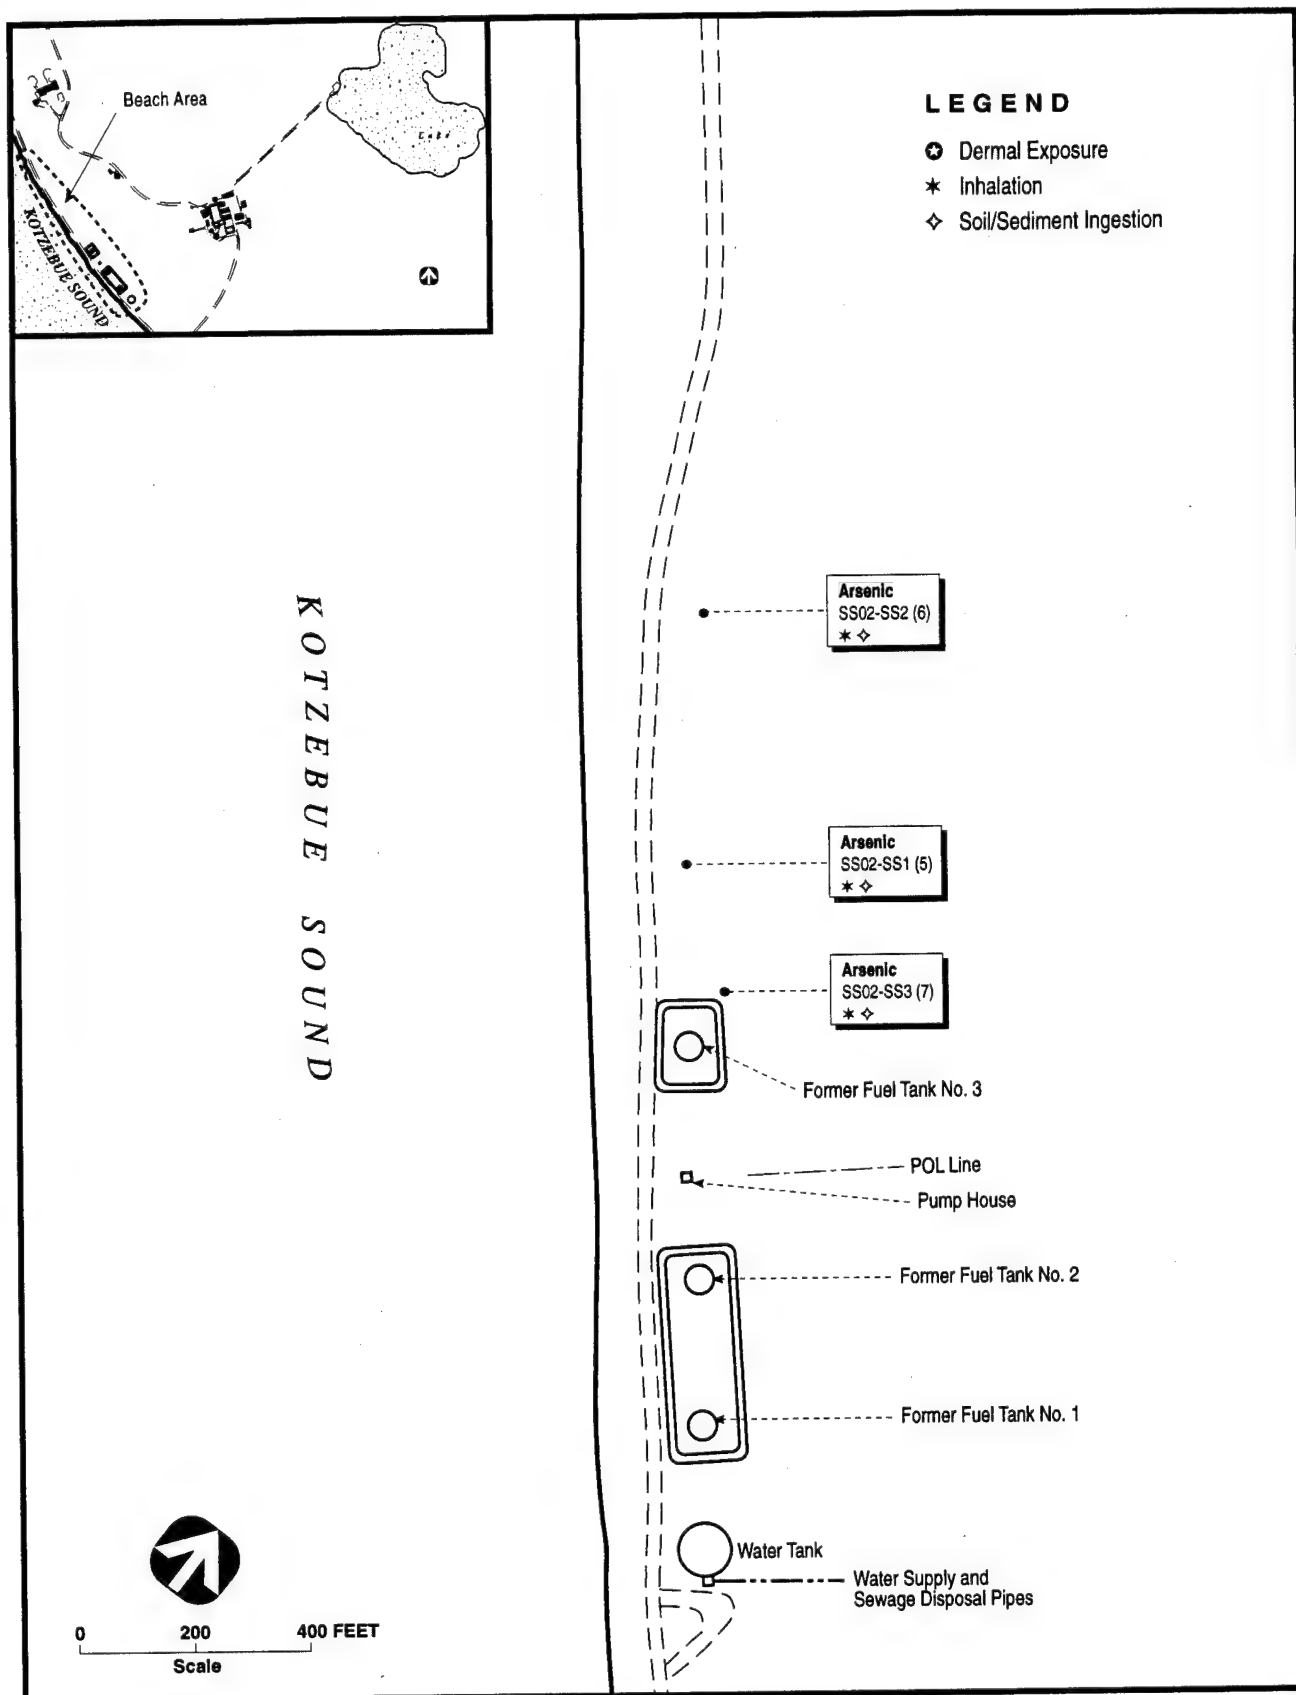 Beach Area
KOTZEBUE SOUND
LEGEND
Dermal Exposure
Inhalation
Soil/Sediment Ingestion
KOTZEBUE SOUND
Arsenic
SS02-SS2 (6)
Arsenic
SS02-SS1 (5)
Arsenic
SS02-SS3 (7)
Former Fuel Tank No. 3
POL Line
Pump House
Former Fuel Tank No. 2
Former Fuel Tank No. 1
Water Tank
Water Supply and
Sewage Disposal Pipes
0 200 400 FEET
Scale